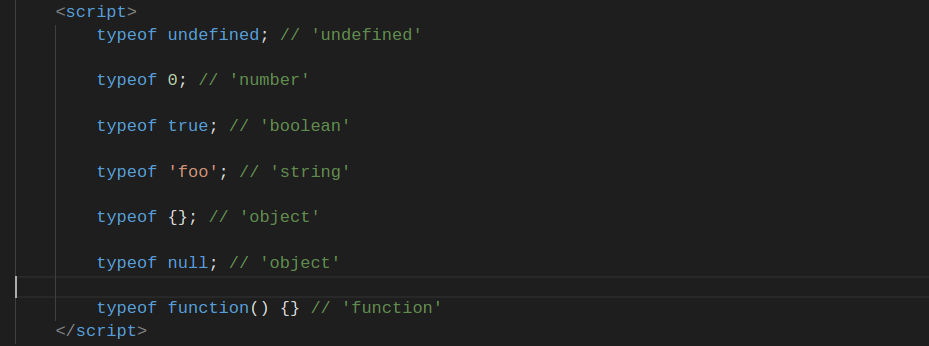 <script>
typeof undefined; // 'undefined'
typeof 0; // 'number'
typeof true; // 'boolean'
typeof 'foo'; // 'string'
typeof {}; // 'object'
typeof null; // 'object'
typeof function() {} // 'function'
</script>